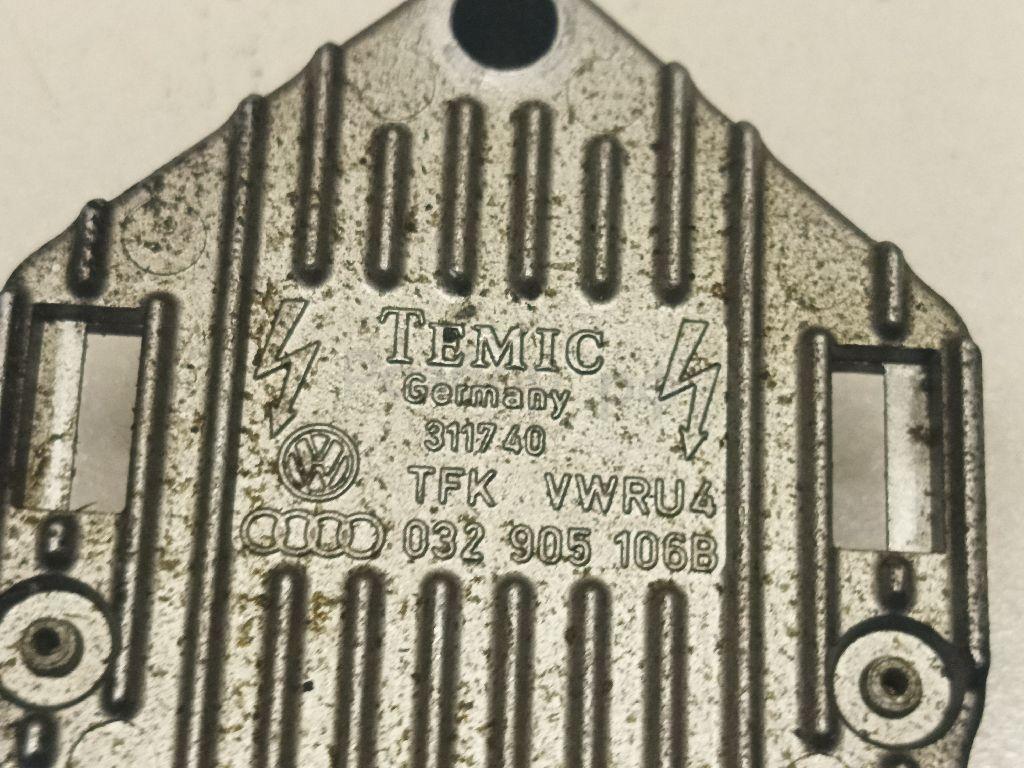 TEMIC
Germany
311740
TFK VWRU4
032 905 106B